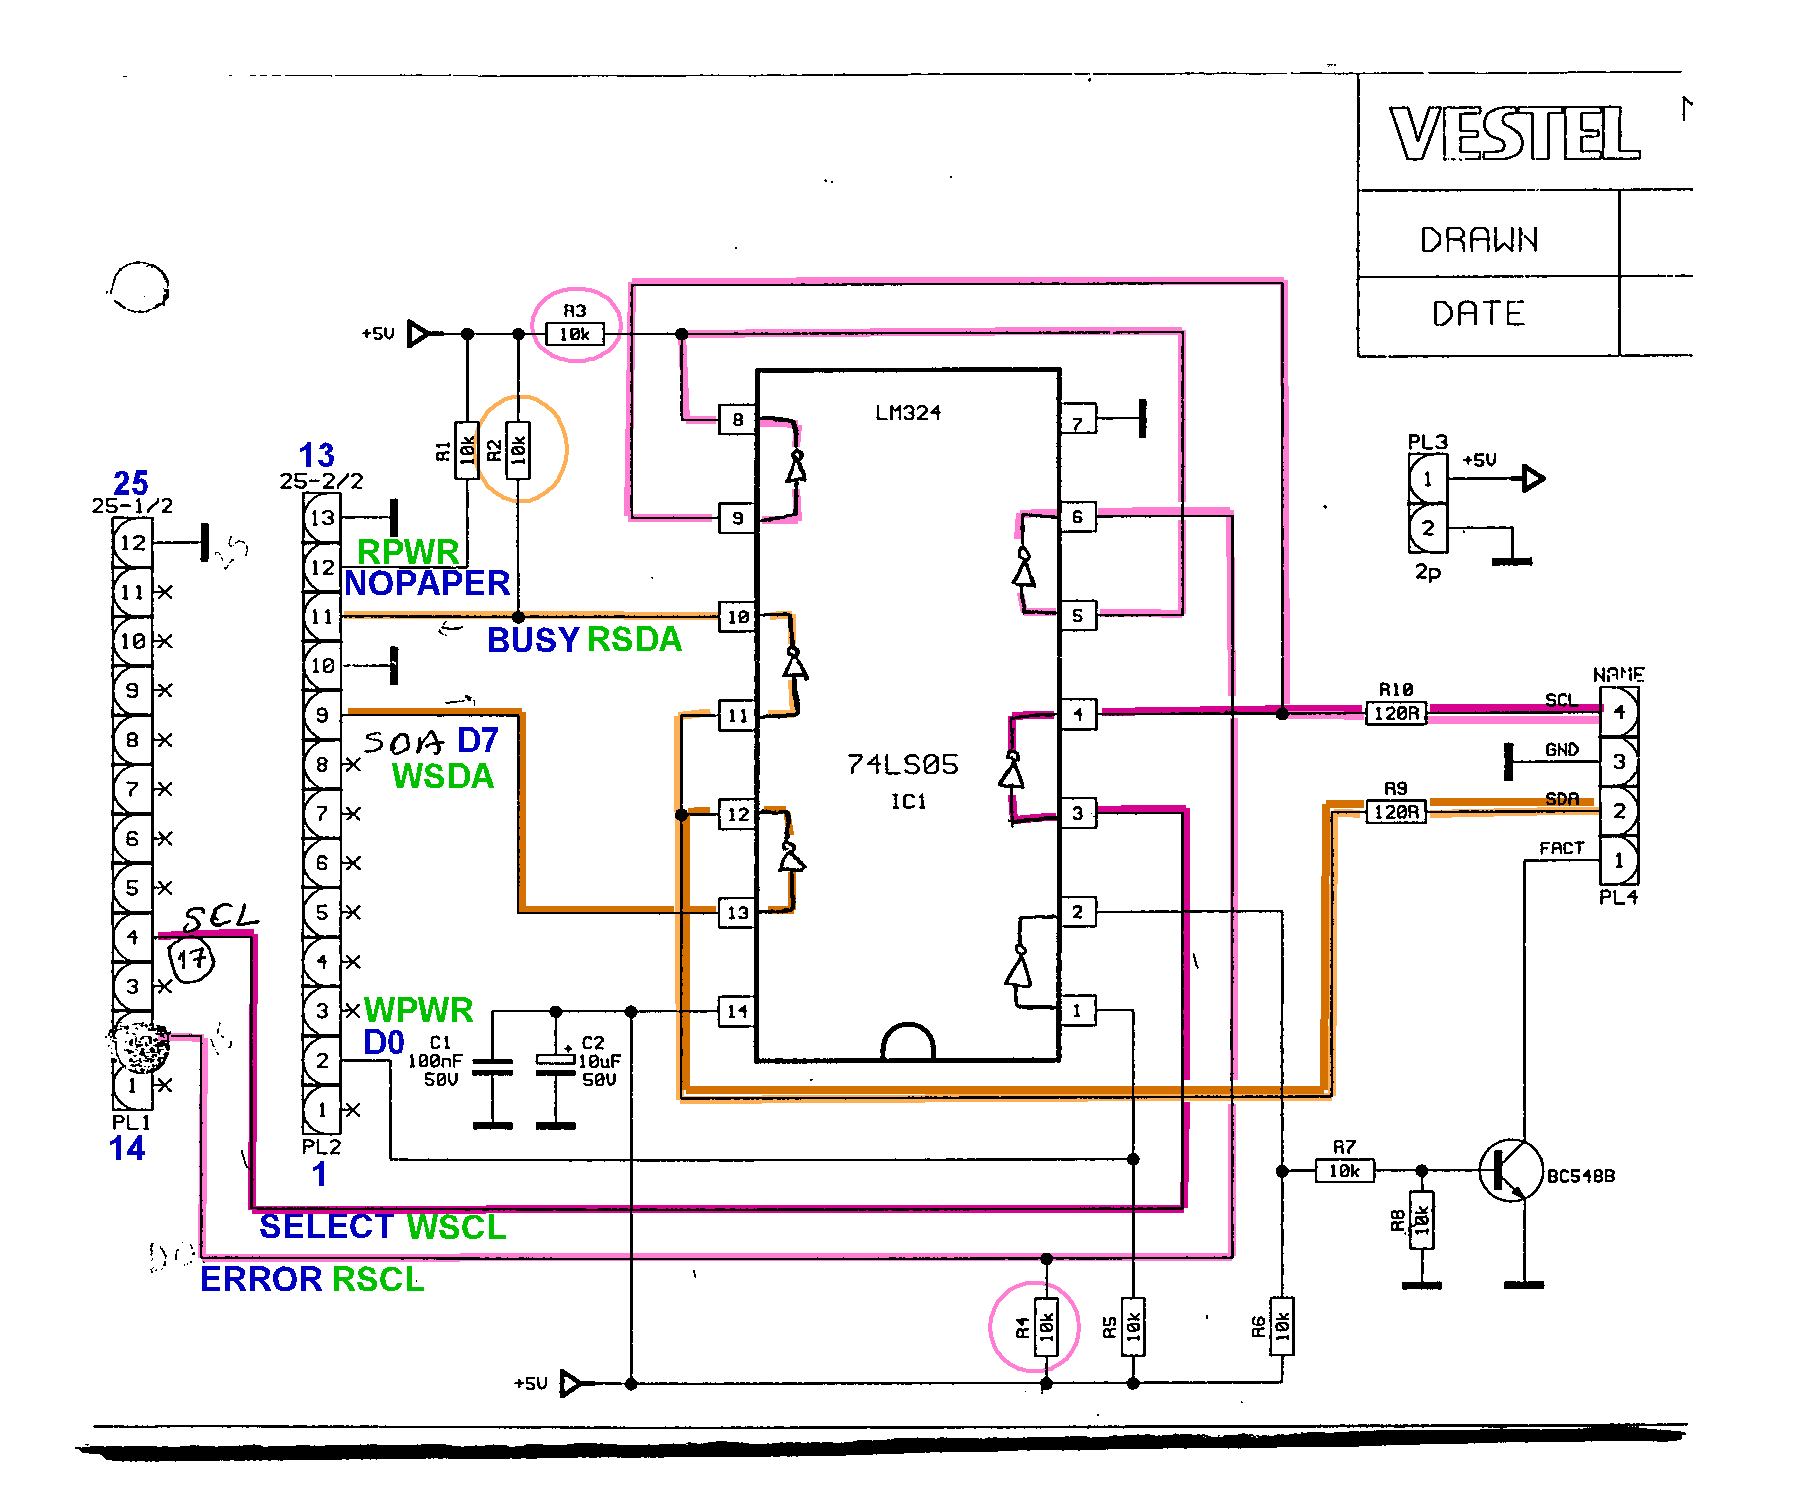 VESTEL
DRAWN
DATE
R3
+5V
10k
LM324
8
7
R1
10k
R2
10k
PL3
1
+5V
2
2p
13
25-2/2
25
25-1/2
13
9
6
12
RPWR
12
NOPAPER
11
11
10
5
10
BUSY RSDA
10
9
9
11
4
SDA D7
8
8
WSDA
74LS05
IC1
7
7
12
3
6
6
5
5
13
2
SCL
4
17
4
3
3
WPWR
14
1
D0
2
C1
100nF
50V
+
C2
10uF
50V
1
1
PL1
14
PL2
1
NAME
R10
120R
SCL
4
GND
3
R9
120R
SDA
2
FACT
1
PL4
R7
10k
BC548B
R8
10k
SELECT WSCL
ERROR RSCL
R4
10k
R5
10k
R6
10k
+5V